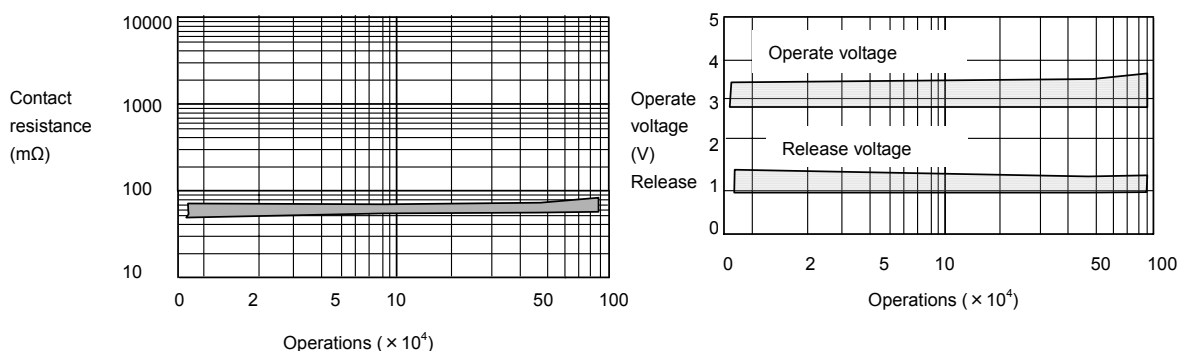 10000
1000
100
10
Contact
resistance
(mΩ)
0 2 5 10 50 100
Operations ( × 10⁴)
5
4
3
2
1
0
Operate
voltage
(V)
Release
Operate voltage
Release voltage
0 2 5 10 50 100
Operations ( × 10⁴)